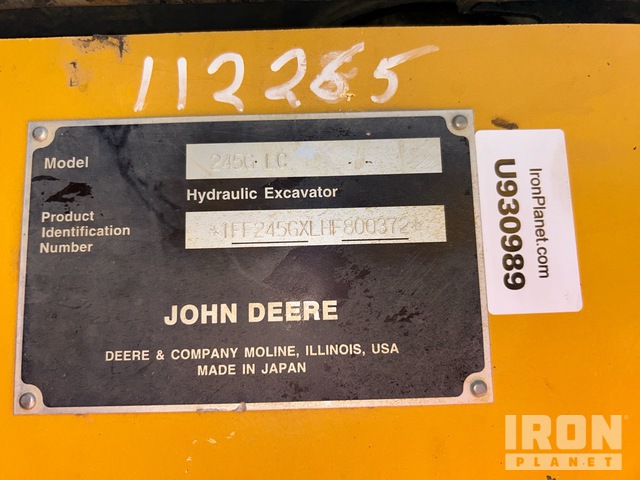 112265
Model
245G LC
Hydraulic Excavator
Product
Identification
Number
*1FF245GXLHF800372*
JOHN DEERE
DEERE & COMPANY MOLINE, ILLINOIS, USA
MADE IN JAPAN
IronPlanet.com
U930989
IRON
PLANET